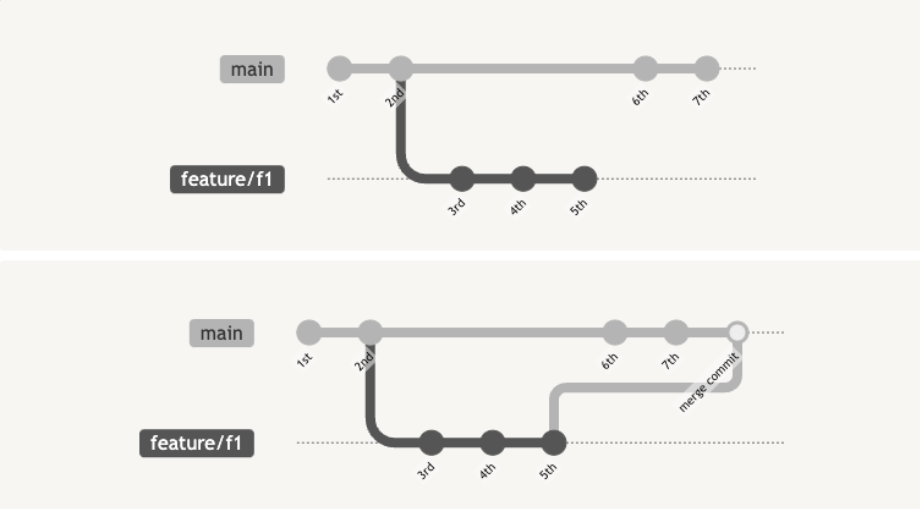 main
1st
2nd
6th
7th
feature/f1
3rd
4th
5th
main
1st
2nd
6th
7th
merge commit
feature/f1
3rd
4th
5th